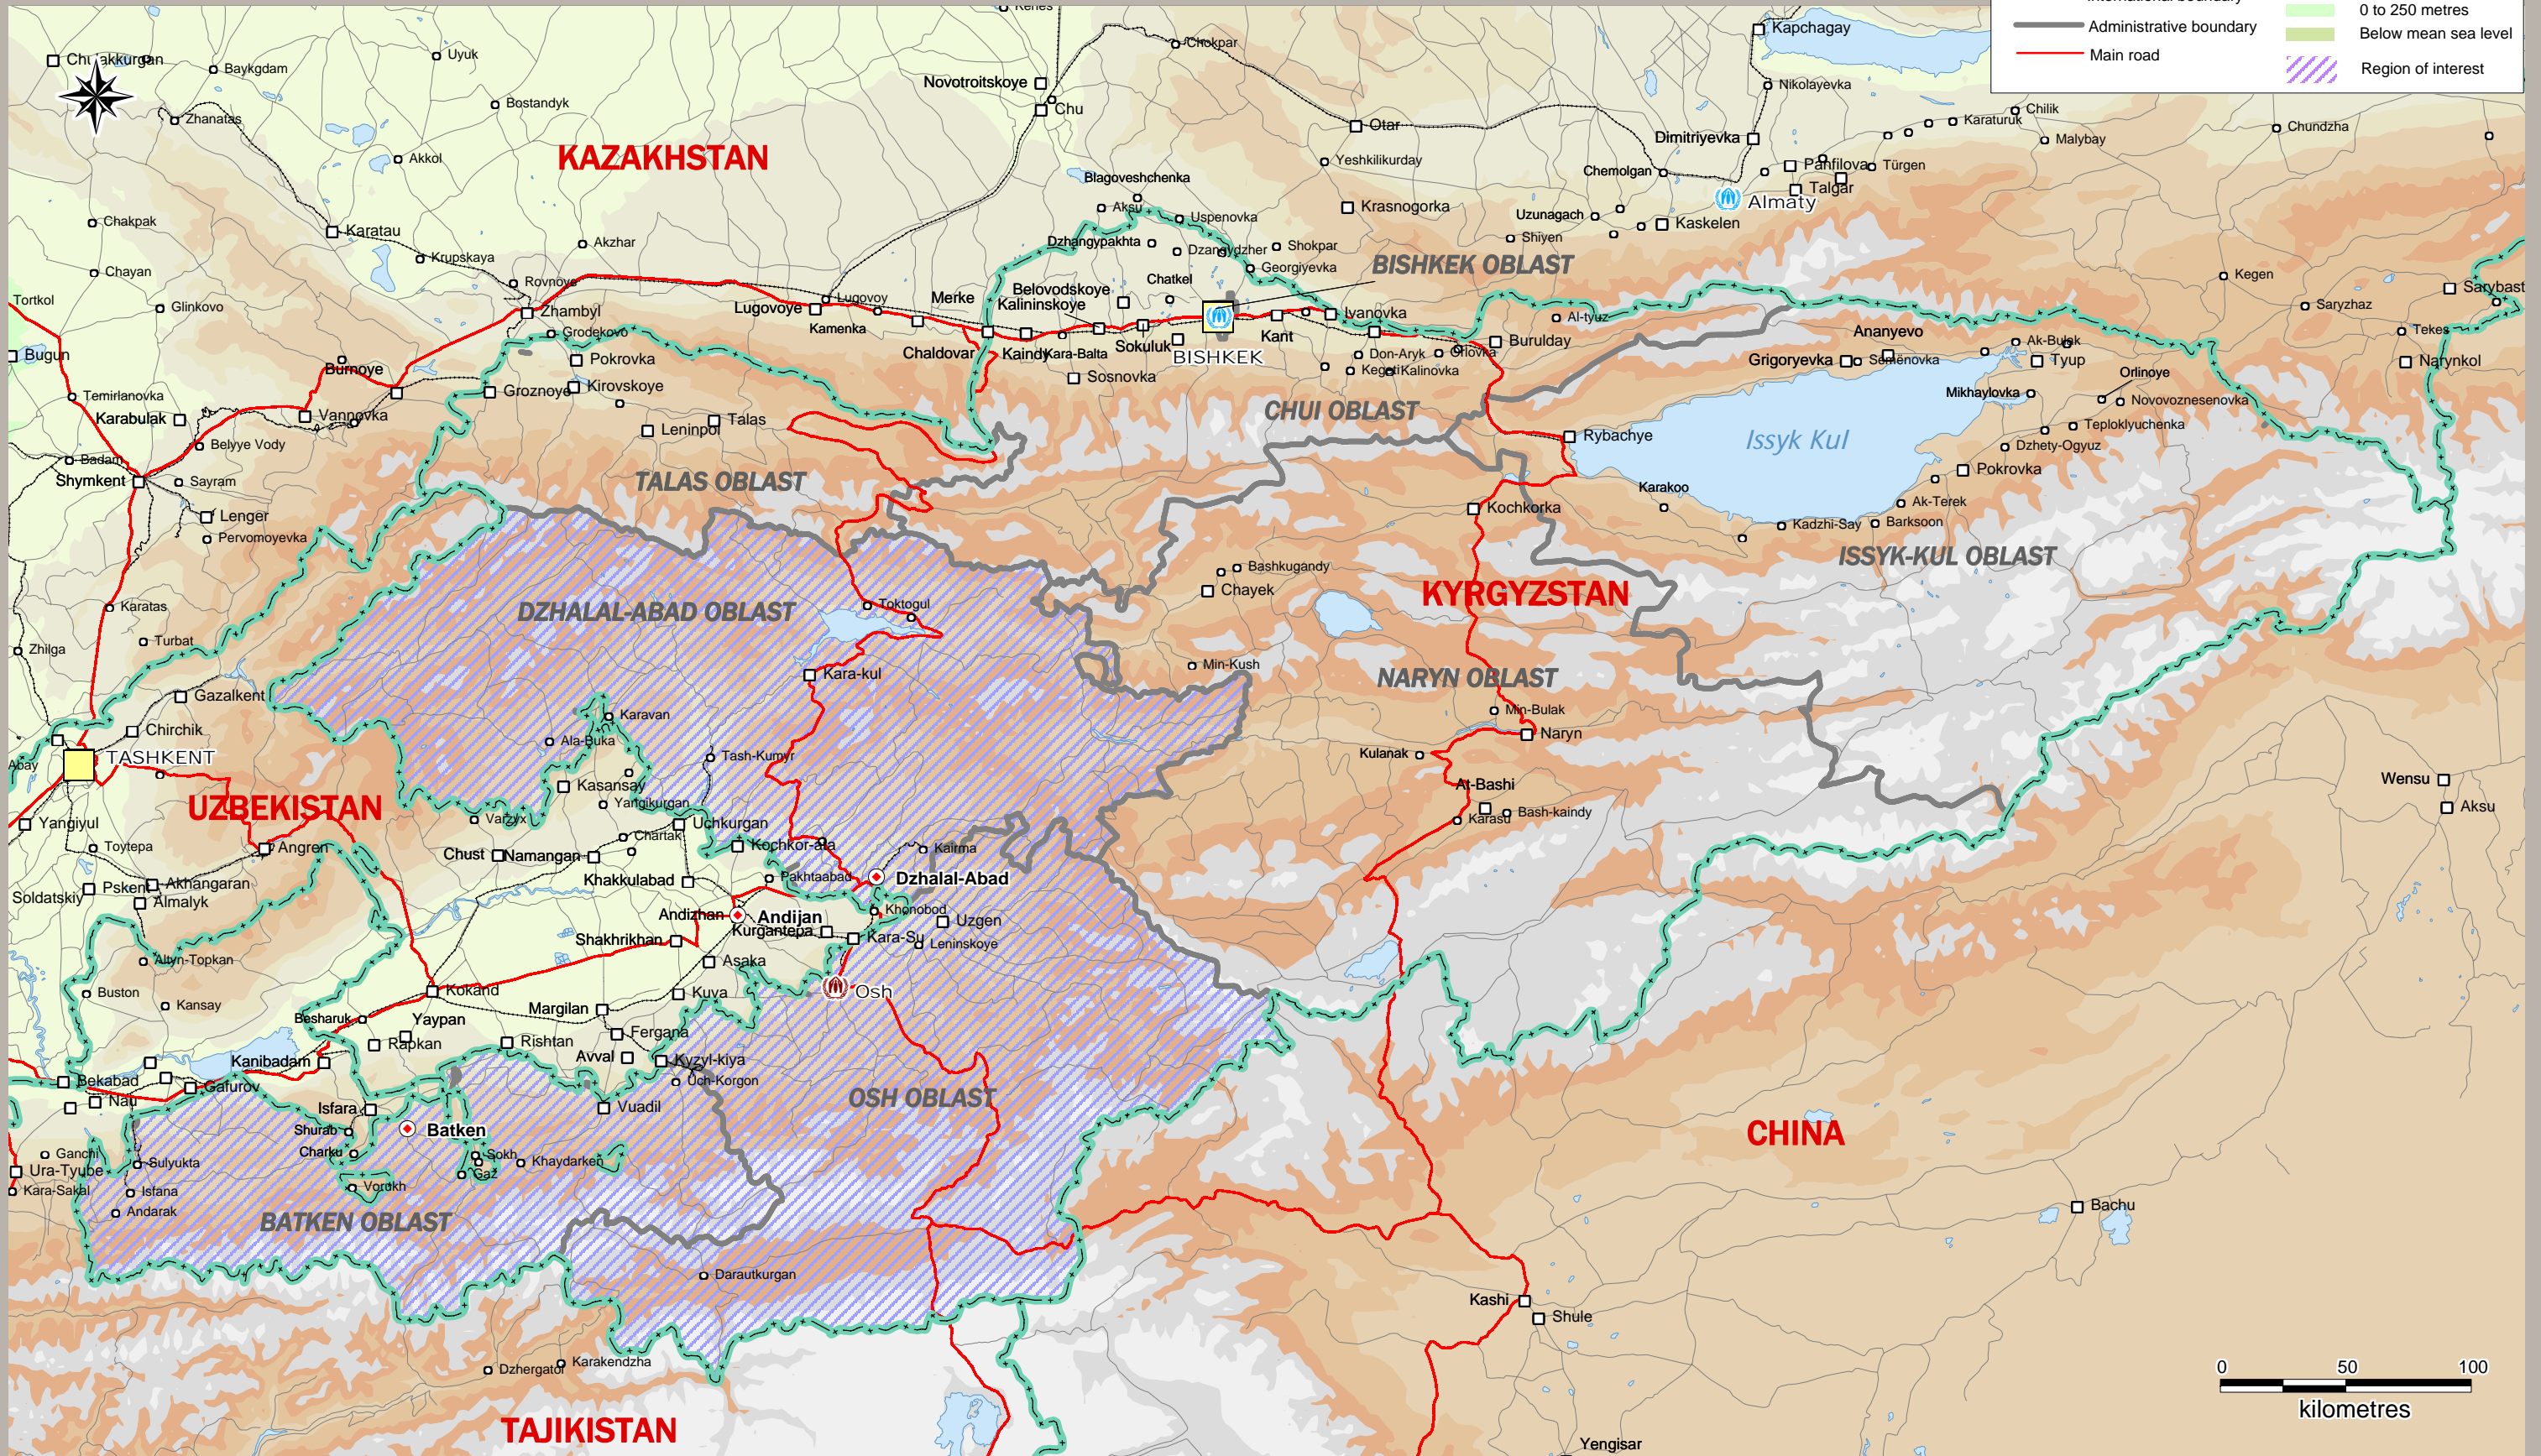 Administrative boundary
Main road
0 to 250 metres
Below mean sea level
Region of interest
Baykgdam
Uyuk
Bostandyk
Zhanatas
Akkol
Chakpak
Karatau
Chayan
Krupskaya
Akzhar
Rovnoye
Tortkol
Glinkovo
Zhambyl
Grodekovo
Bugun
Burnoye
Pokrovka
Kirovskoye
Groznoye
Temirlanovka
Karabulak
Vannovka
Belyye Vody
Badam
Shymkent
Sayram
Lenger
Pervomoyevka
Leninpol
Talas
KAZAKHSTAN
TALAS OBLAST
Novotroitskoye
Chu
Chokpar
Otar
Yeshkilikurday
Krasnogorka
Blagoveshchenka
Aksu
Uspenovka
Dzhangypakhta
Dzangydzher
Shokpar
Georgiyevka
Chatkel
Belovodskoye
Kalininskoye
Merke
Lugovoy
Lugovoye
Kamenka
Chaldovar
Kaindy
Kara-Balta
Sokuluk
BISHKEK
Sosnovka
Kant
Ivanovka
BISHKEK OBLAST
CHUI OBLAST
Don-Aryk
Orlovka
Kegeti
Kalinovka
Burulday
Al-tyuz
Kapchagay
Nikolayevka
Dimitriyevka
Chemolgan
Panfilova
Türgen
Talgar
Almaty
Uzunagach
Kaskelen
Shiyen
Chilik
Karaturuk
Malybay
Chundzha
Kegen
Saryzhaz
Sarybast
Tekes
Narynkol
Ananyevo
Grigoryevka
Semënovka
Ak-Bulak
Tyup
Orlinoye
Mikhaylovka
Novovoznesenovka
Teploklyuchenka
Dzhety-Ogyuz
Pokrovka
Ak-Terek
Barksoon
Kadzhi-Say
Karakoo
Issyk Kul
Rybachye
Kochkorka
ISSYK-KUL OBLAST
KYRGYZSTAN
Bashkugandy
Chayek
Min-Kush
NARYN OBLAST
Min-Bulak
Naryn
Kulanak
At-Bashi
Bash-kaindy
Karasu
DZHALAL-ABAD OBLAST
Toktogul
Kara-kul
Karavan
Ala-Buka
Tash-Kumyr
Kasansay
Yangikurgan
Varzyx
Chartak
Uchkurgan
Kochkor-ata
Chust
Namangan
Khakkulabad
Pakhtaabad
Kairma
Dzhalal-Abad
Andizhan
Andijan
Khonobod
Uzgen
Kurgantepa
Kara-Su
Leninskoye
Shakhrikhan
Asaka
Osh
Kuva
Karatas
Turbat
Zhilga
Gazalkent
Chirchik
TASHKENT
Abay
UZBEKISTAN
Yangiyul
Toytepa
Angren
Pskent
Akhangaran
Soldatskiy
Almalyk
Altyn-Topkan
Buston
Kansay
Kokand
Besharuk
Yaypan
Rapkan
Margilan
Fergana
Rishtan
Avval
Kyzyl-kiya
Uch-Korgon
Vuadil
Kanibadam
Bekabad
Gafurov
Nau
Isfara
Shurab
Charku
Batken
Sokh
Gaz
Khaydarken
Vorukh
Ganchi
Ura-Tyube
Kara-Sakal
Sulyukta
Isfana
Andarak
BATKEN OBLAST
OSH OBLAST
Darautkurgan
Karakendzha
TAJIKISTAN
CHINA
Wensu
Aksu
Bachu
Kashi
Shule
Yengisar
0 50 100
kilometres